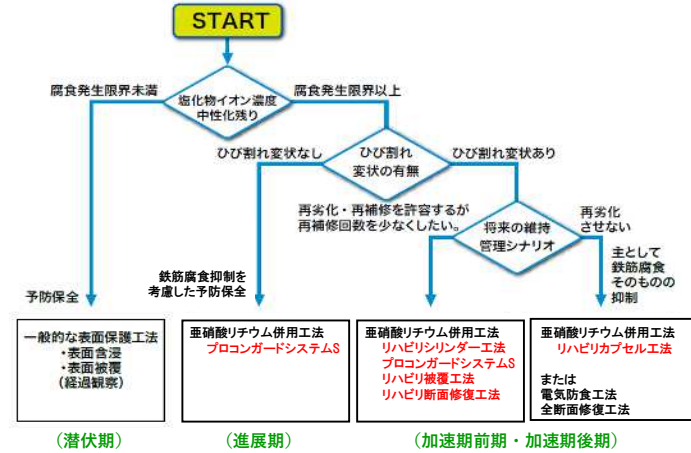 START
腐食発生限界未満
塩化物イオン濃度
中性化残り
腐食発生限界以上
ひび割れ変状なし
ひび割れ
変状の有無
ひび割れ変状あり
再劣化・再補修を許容するが
再補修回数を少なくしたい。
将来の維持
管理シナリオ
再劣化
させない
主として
鉄筋腐食
そのものの
抑制
鉄筋腐食抑制を
考慮した予防保全
予防保全
一般的な表面保護工法
・表面含浸
・表面被覆
(経過観察)
亜硝酸リチウム併用工法
プロコンガードシステムS
亜硝酸リチウム併用工法
リハビリシリンダー工法
プロコンガードシステムS
リハビリ被覆工法
リハビリ断面修復工法
亜硝酸リチウム併用工法
リハビリカプセル工法
または
電気防食工法
全断面修復工法
(潜伏期)
(進展期)
(加速期前期・加速期後期)